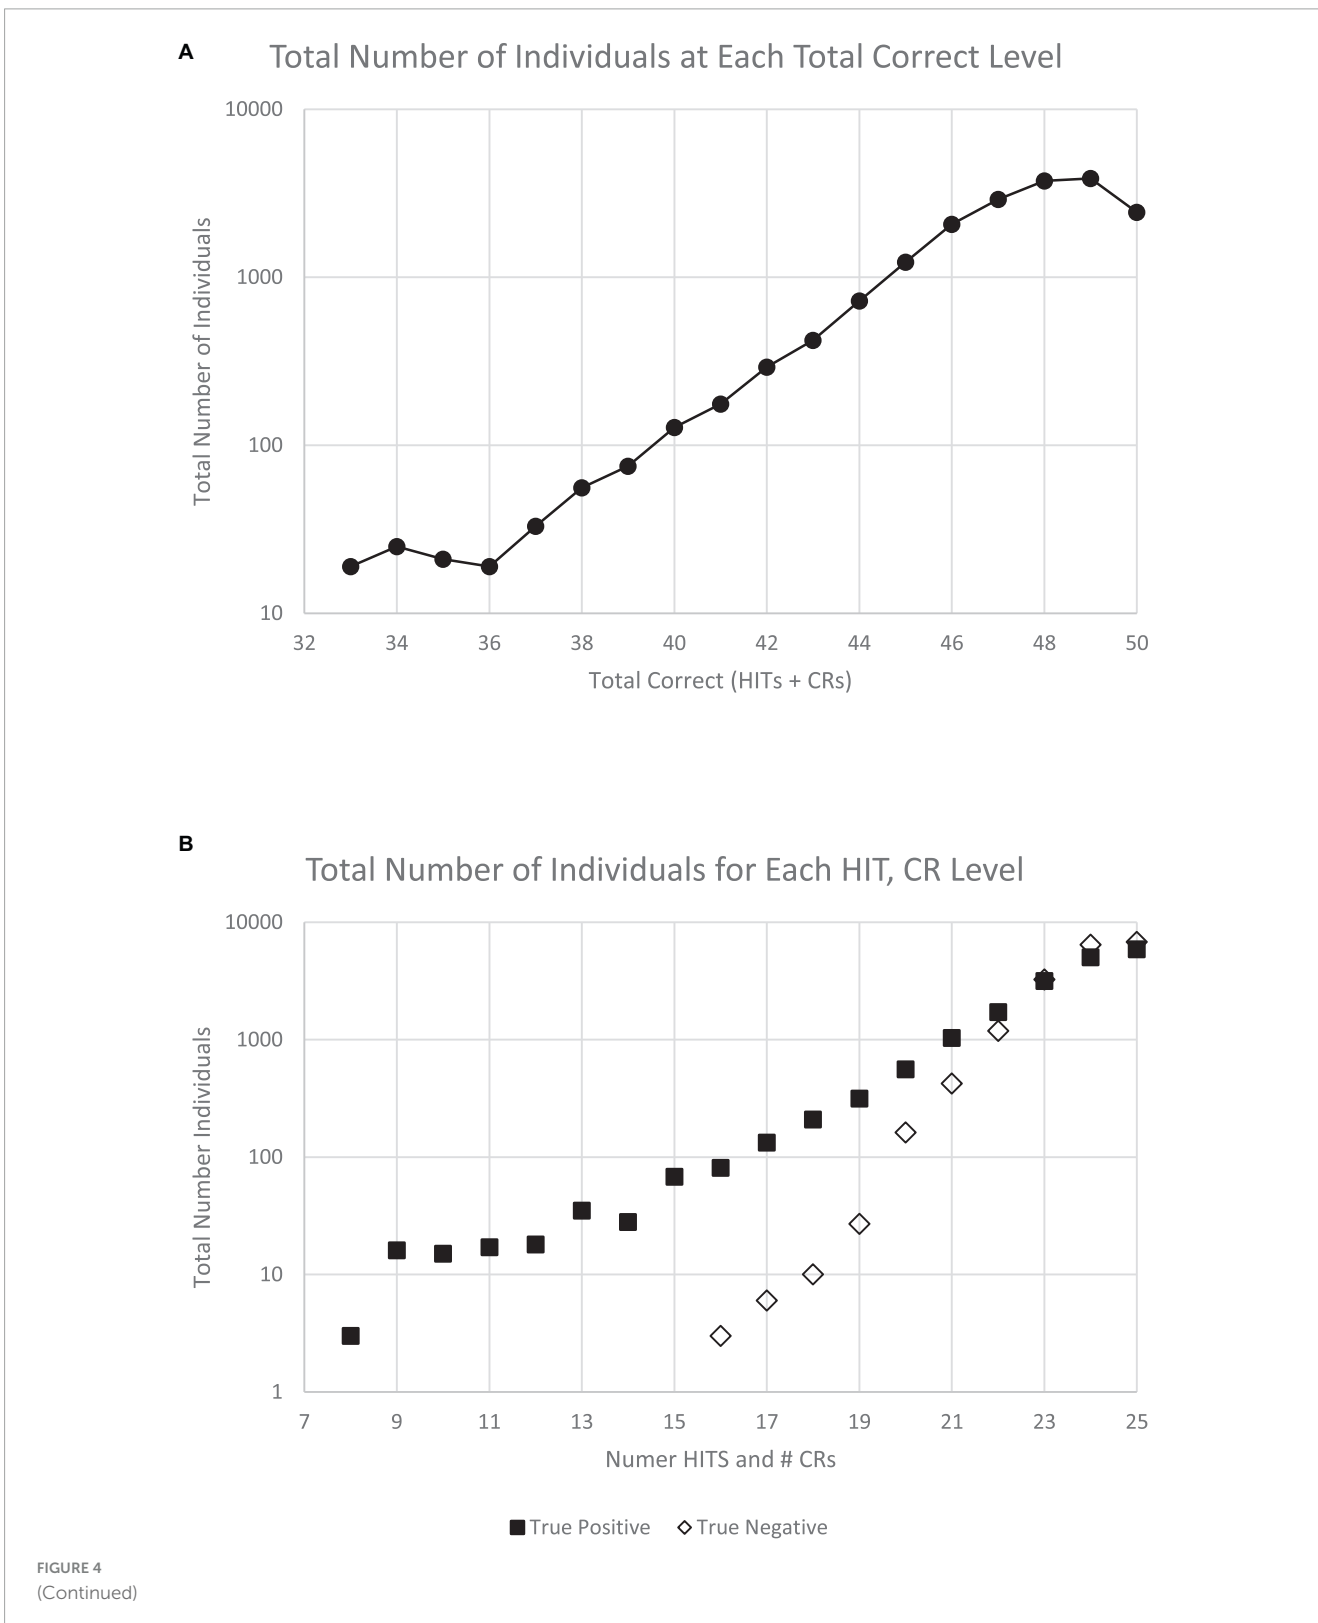 A
Total Number of Individuals at Each Total Correct Level
10000
1000
100
10
Total Number of Individuals
32 34 36 38 40 42 44 46 48 50
Total Correct (HITs + CRs)
B
Total Number of Individuals for Each HIT, CR Level
10000
1000
100
10
1
Total Number Individuals
7 9 11 13 15 17 19 21 23 25
Numer HITS and # CRs
True Positive True Negative
FIGURE 4
(Continued)